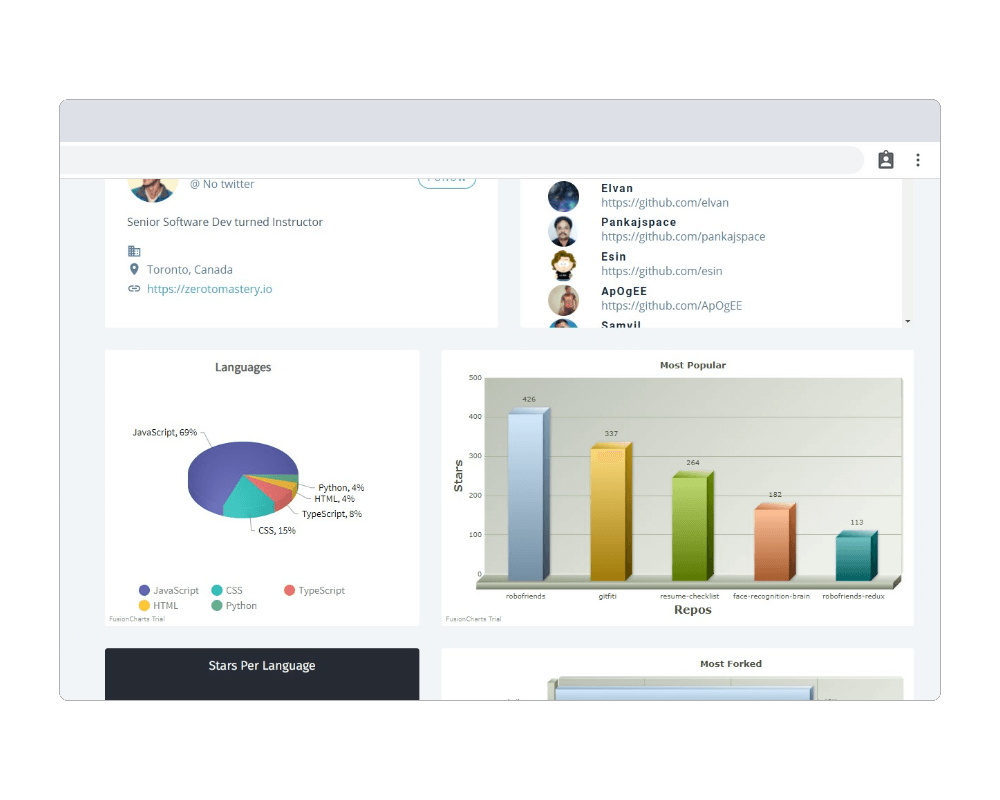 @ No twitter
Senior Software Dev turned Instructor
Toronto, Canada
https://zerotomastery.io
Elvan
https://github.com/elvan
Pankajspace
https://github.com/pankajspace
Esin
https://github.com/esin
ApOgEE
https://github.com/ApOgEE
Samvil
Languages
JavaScript, 69%
Python, 4%
HTML, 4%
TypeScript, 8%
CSS, 15%
JavaScript CSS TypeScript
HTML Python
FusionCharts Trial
Most Popular
500
400
300
200
100
0
Stars
426
337
264
182
113
robofriends gitfiti resume-checklist face-recognition-brain robofriends-redux
Repos
FusionCharts Trial
Stars Per Language
Most Forked